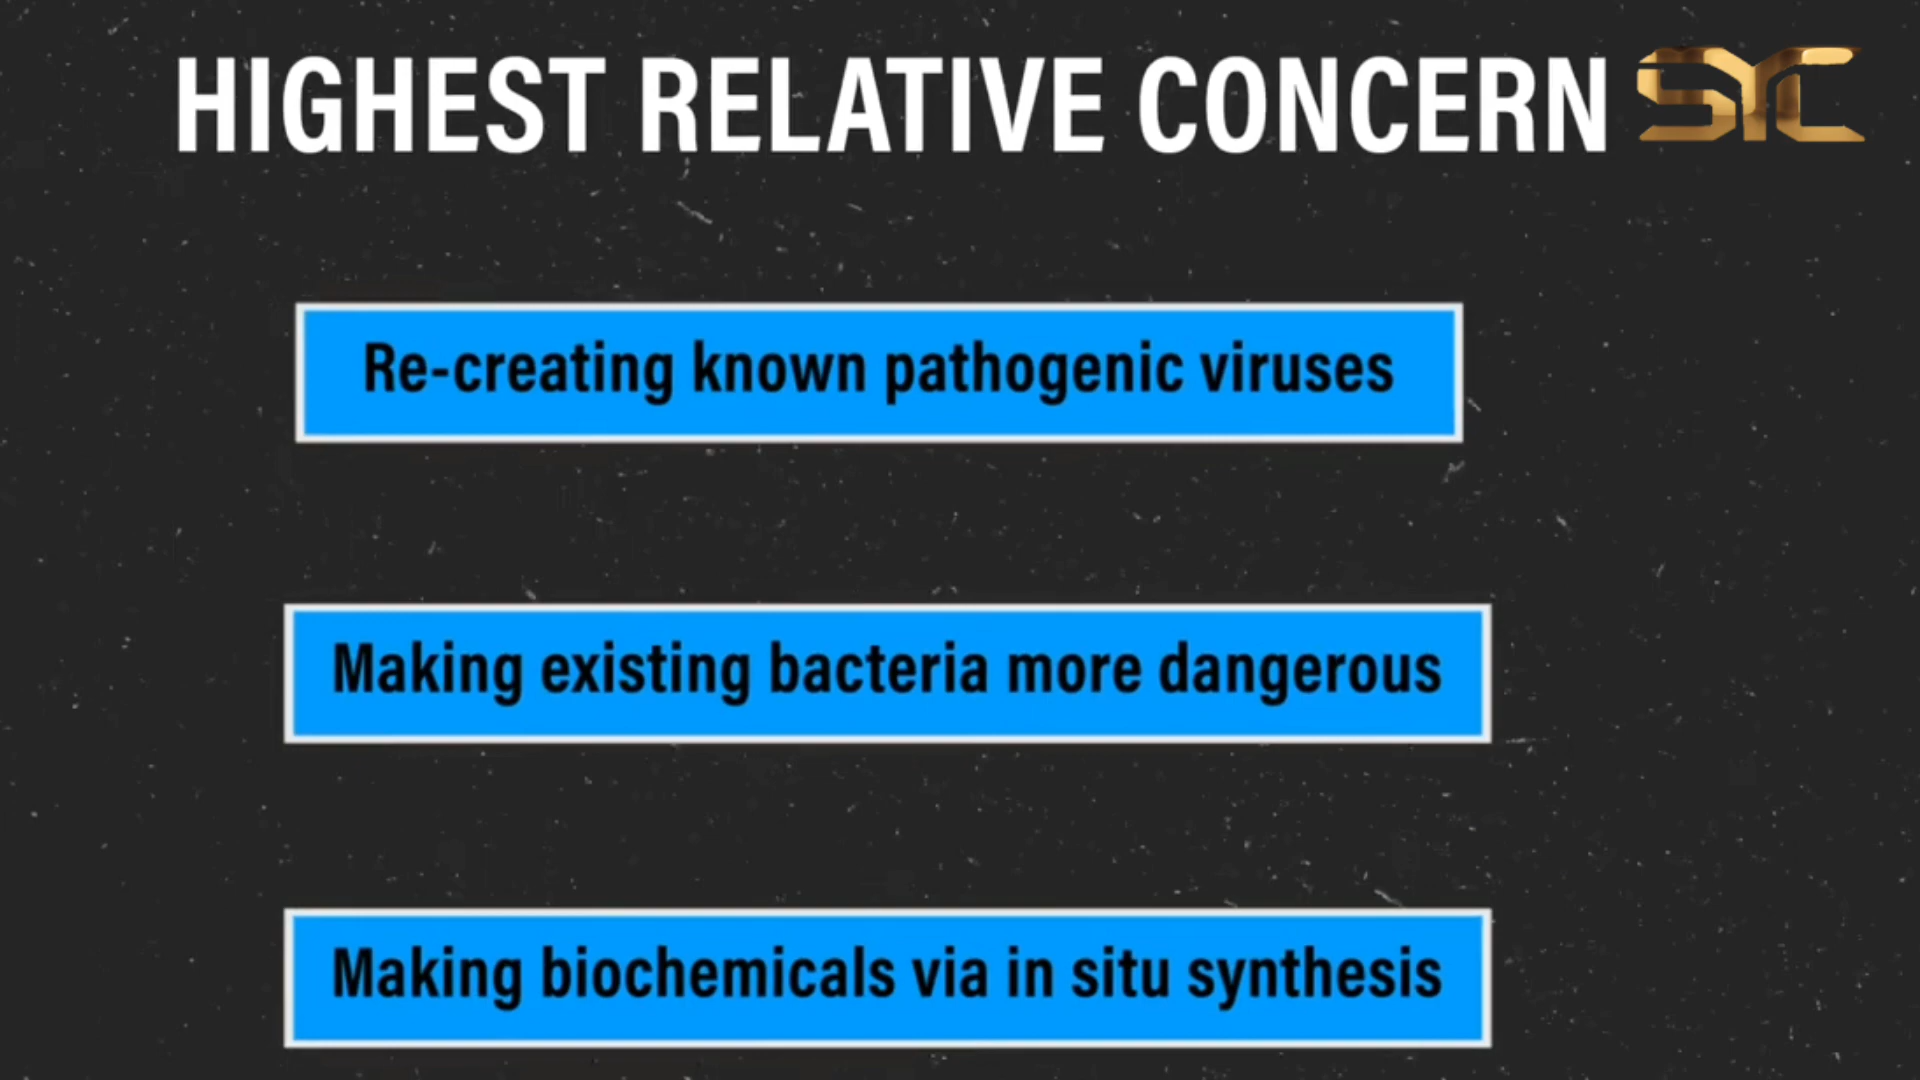 HIGHEST RELATIVE CONCERN SYC
Re-creating known pathogenic viruses
Making existing bacteria more dangerous
Making biochemicals via in situ synthesis